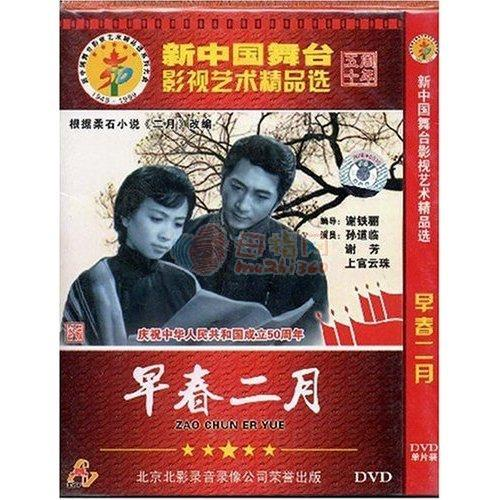 新中国舞台
影视艺术精品选
五十周年
1949-1999
50
根据柔石小说《二月》改编
编导：谢铁骊
演员：孙道临
谢芳
上官云珠
母指网
muzhi360
庆祝中华人民共和国成立50周年
早春二月
ZAO CHUN ER YUE
北京北影录音录像公司荣誉出版
DVD
新中国舞台影视艺术精品选
早春二月
DVD
单片装